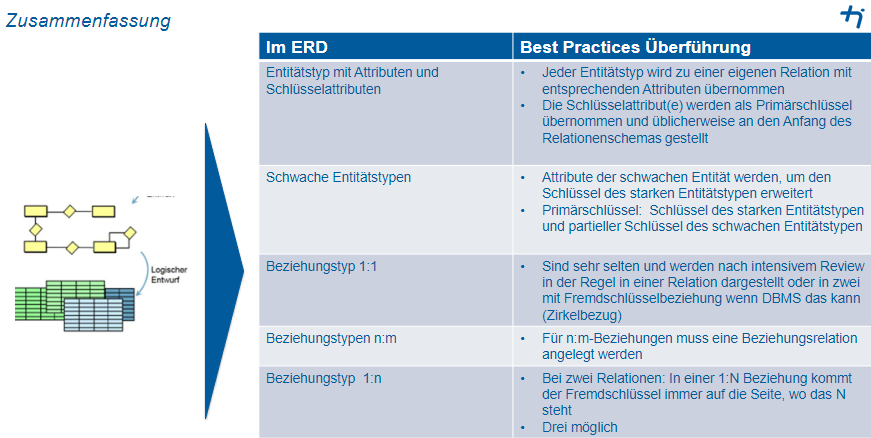 Zusammenfassung
Im ERD
Best Practices Überführung
Entitätstyp mit Attributen und
Schlüsselattributen
• Jeder Entitätstyp wird zu einer eigenen Relation mit
entsprechenden Attributen übernommen
• Die Schlüsselattribut(e) werden als Primärschlüssel
übernommen und üblicherweise an den Anfang des
Relationenschemas gestellt
Schwache Entitätstypen
• Attribute der schwachen Entität werden, um den
Schlüssel des starken Entitätstypen erweitert
• Primärschlüssel: Schlüssel des starken Entitätstypen
und partieller Schlüssel des schwachen Entitätstypen
Beziehungstyp 1:1
• Sind sehr selten und werden nach intensivem Review
in der Regel in einer Relation dargestellt oder in zwei
mit Fremdschlüsselbeziehung wenn DBMS das kann
(Zirkelbezug)
Beziehungstypen n:m
• Für n:m-Beziehungen muss eine Beziehungsrelation
angelegt werden
Beziehungstyp 1:n
• Bei zwei Relationen: In einer 1:N Beziehung kommt
der Fremdschlüssel immer auf die Seite, wo das N
steht
• Drei möglich
Logischer
Entwurf